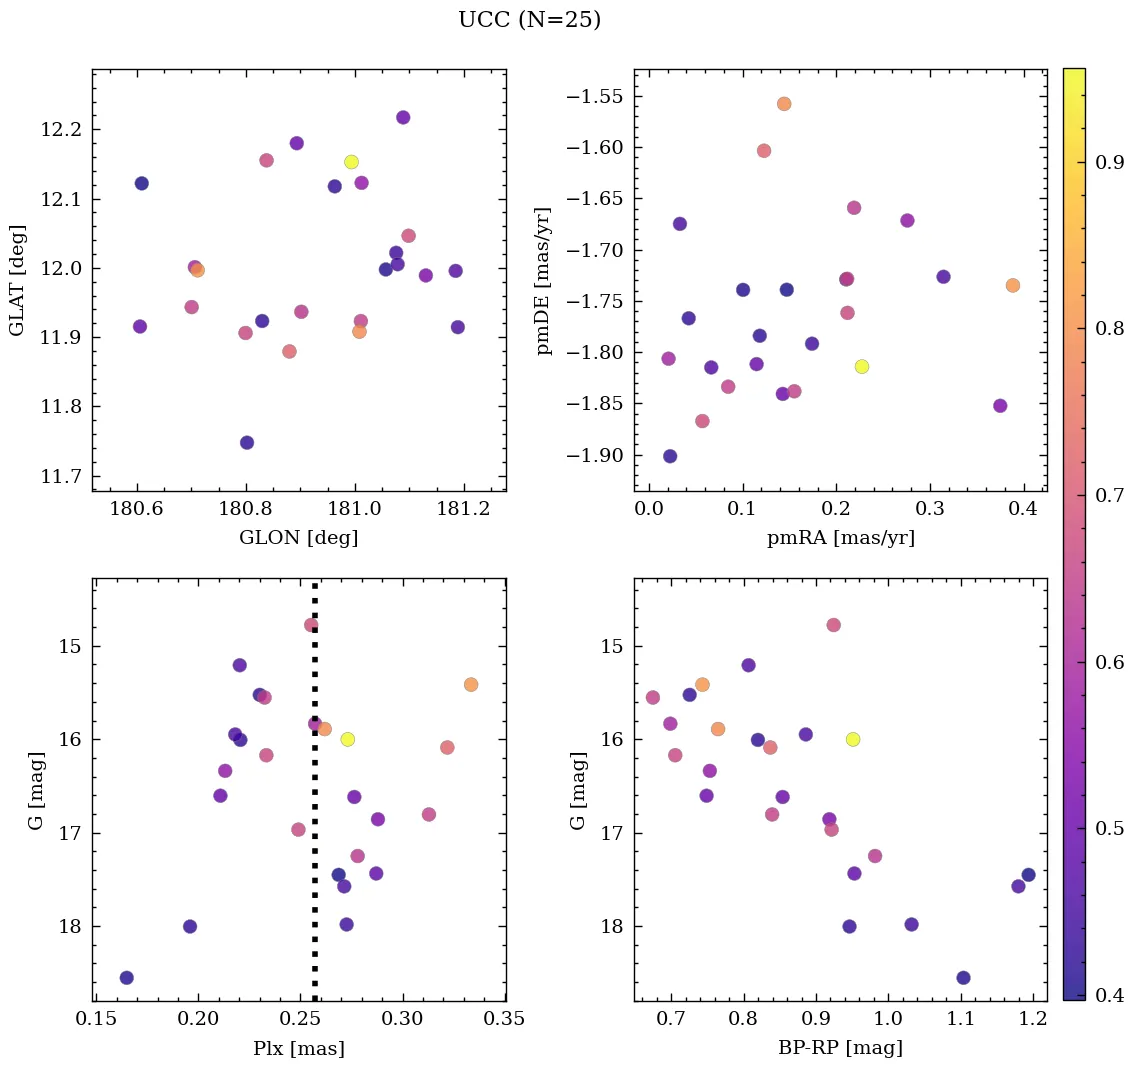 UCC (N=25)
12.2
12.1
12.0
11.9
11.8
11.7
GLAT [deg]
180.6 180.8 181.0 181.2
GLON [deg]
−1.55
−1.60
−1.65
−1.70
−1.75
−1.80
−1.85
−1.90
pmDE [mas/yr]
0.0 0.1 0.2 0.3 0.4
pmRA [mas/yr]
15
16
17
18
G [mag]
0.15 0.20 0.25 0.30 0.35
Plx [mas]
15
16
17
18
G [mag]
0.7 0.8 0.9 1.0 1.1 1.2
BP-RP [mag]
0.9
0.8
0.7
0.6
0.5
0.4